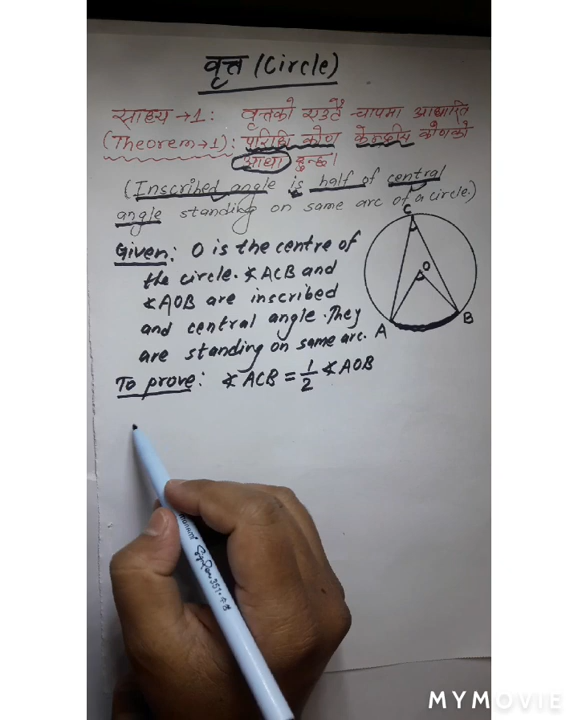 वृत्त (Circle)
साध्य → 1: वृत्तको एउटै चापमा आधारित
(Theorem → 1): परिधि कोण केन्द्रीय कोणको
आधा हुन्छ।
(Inscribed angle is half of central
angle standing on same arc of a circle.)
Given: O is the centre of
the circle. ∢ACB and
∢AOB are inscribed
and central angle. They
are standing on same arc.
To prove: ∢ACB = 1/2 ∢AOB
C
O
A
B
351
MYMOVIE